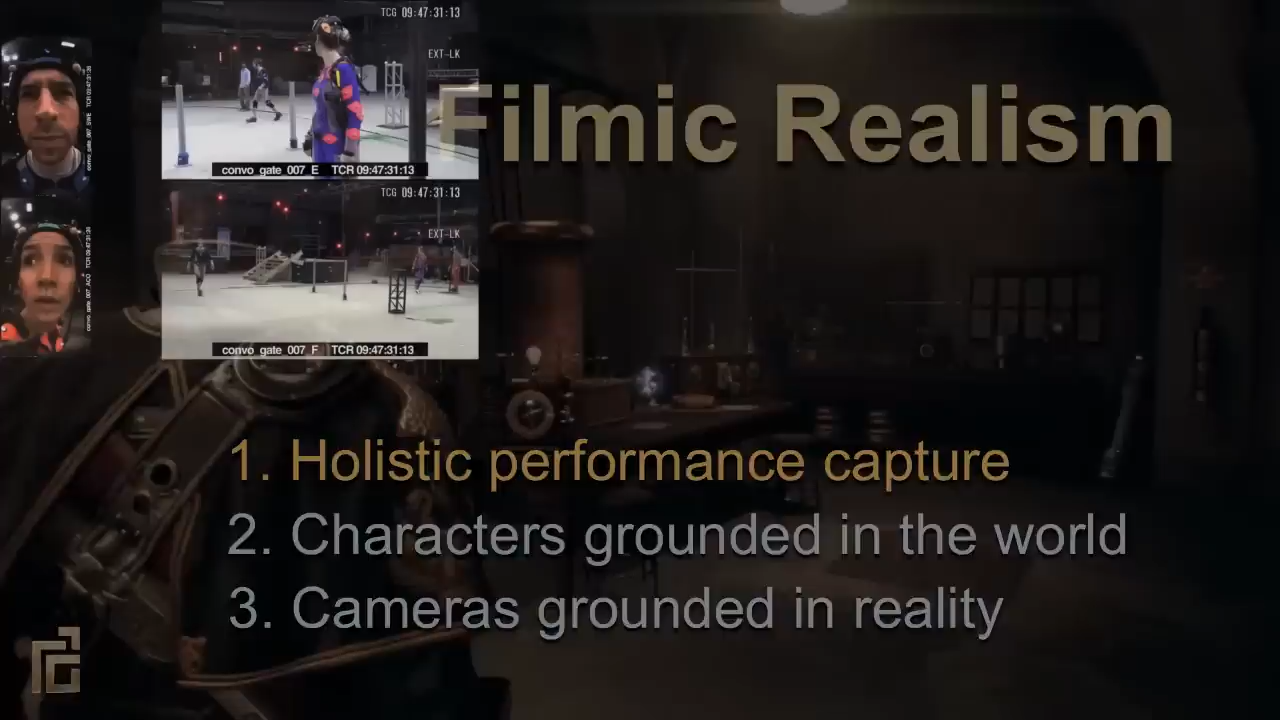 TCG 09:47:31:13
EXT-LK
convo_gate_007_E TCR 09:47:31:13
TCG 09:47:31:13
EXT-LK
convo_gate_007_F TCR 09:47:31:13
Filmic Realism
1. Holistic performance capture
2. Characters grounded in the world
3. Cameras grounded in reality